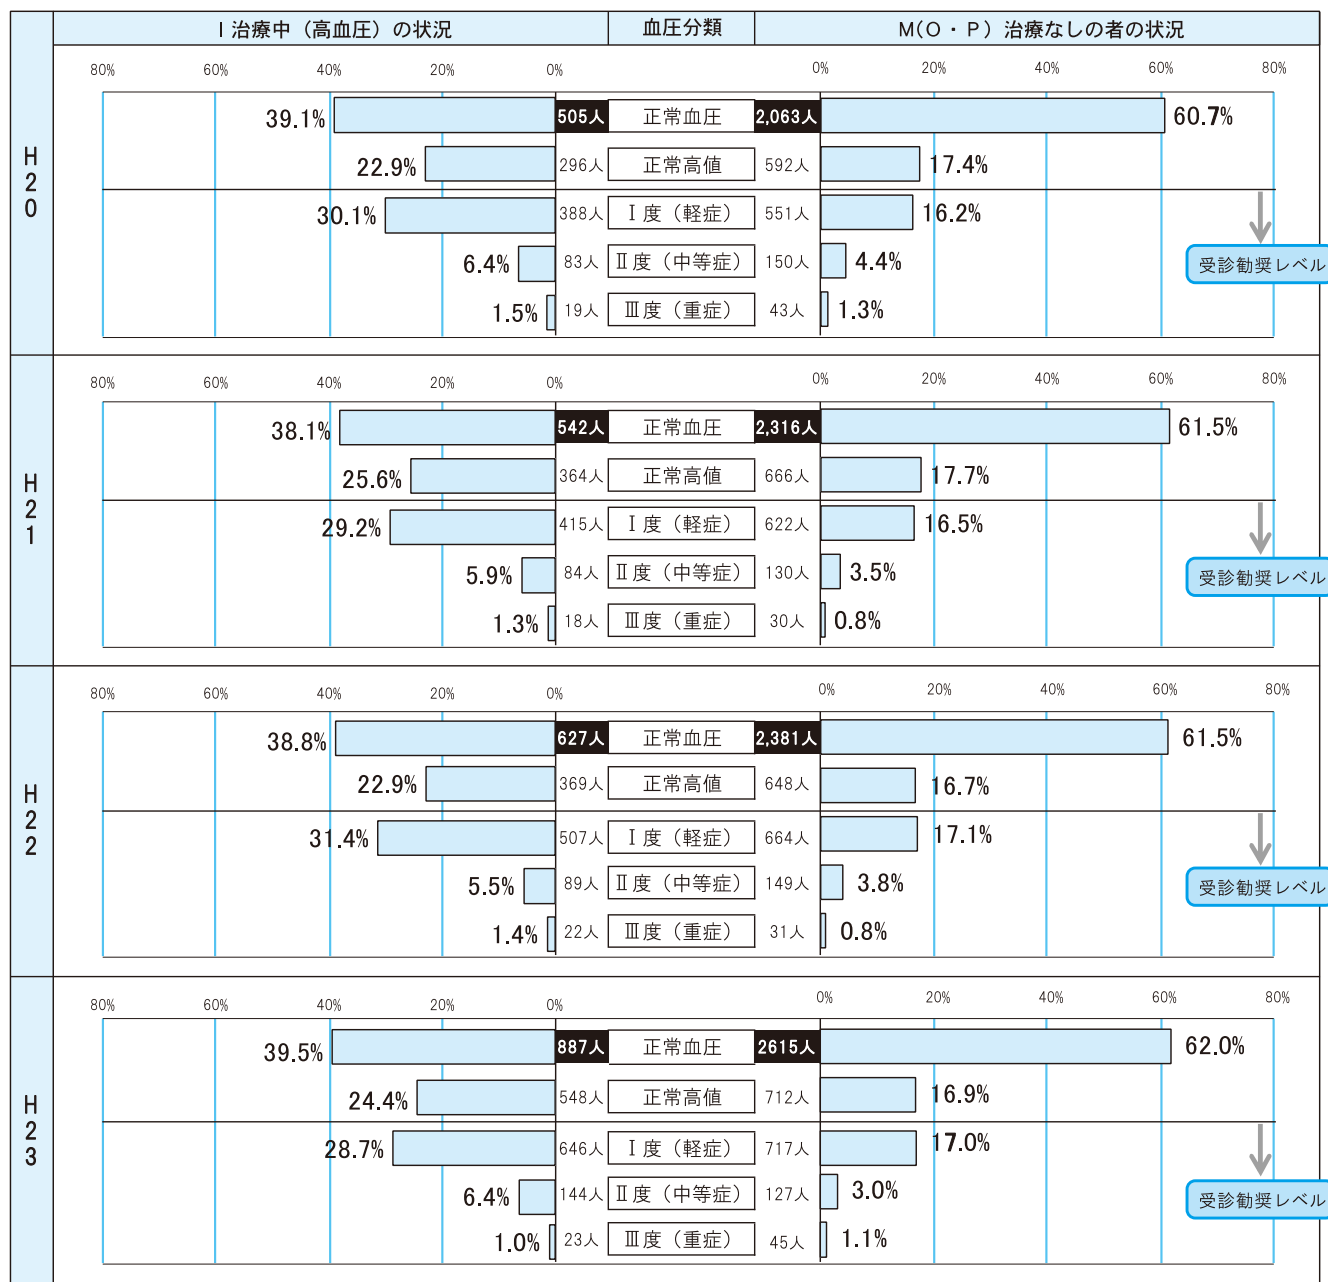 I 治療中（高血圧）の状況 血圧分類 M(O・P) 治療なしの者の状況
H20
80% 60% 40% 20% 0% 0% 20% 40% 60% 80%
39.1% 505人 正常血圧 2,063人 60.7%
22.9% 296人 正常高値 592人 17.4%
30.1% 388人 Ⅰ度（軽症） 551人 16.2%
6.4% 83人 Ⅱ度（中等症） 150人 4.4%
受診勧奨レベル
1.5% 19人 Ⅲ度（重症） 43人 1.3%
H21
80% 60% 40% 20% 0% 0% 20% 40% 60% 80%
38.1% 542人 正常血圧 2,316人 61.5%
25.6% 364人 正常高値 666人 17.7%
29.2% 415人 Ⅰ度（軽症） 622人 16.5%
5.9% 84人 Ⅱ度（中等症） 130人 3.5%
受診勧奨レベル
1.3% 18人 Ⅲ度（重症） 30人 0.8%
H22
80% 60% 40% 20% 0% 0% 20% 40% 60% 80%
38.8% 627人 正常血圧 2,381人 61.5%
22.9% 369人 正常高値 648人 16.7%
31.4% 507人 Ⅰ度（軽症） 664人 17.1%
5.5% 89人 Ⅱ度（中等症） 149人 3.8%
受診勧奨レベル
1.4% 22人 Ⅲ度（重症） 31人 0.8%
H23
80% 60% 40% 20% 0% 0% 20% 40% 60% 80%
39.5% 887人 正常血圧 2615人 62.0%
24.4% 548人 正常高値 712人 16.9%
28.7% 646人 Ⅰ度（軽症） 717人 17.0%
6.4% 144人 Ⅱ度（中等症） 127人 3.0%
受診勧奨レベル
1.0% 23人 Ⅲ度（重症） 45人 1.1%